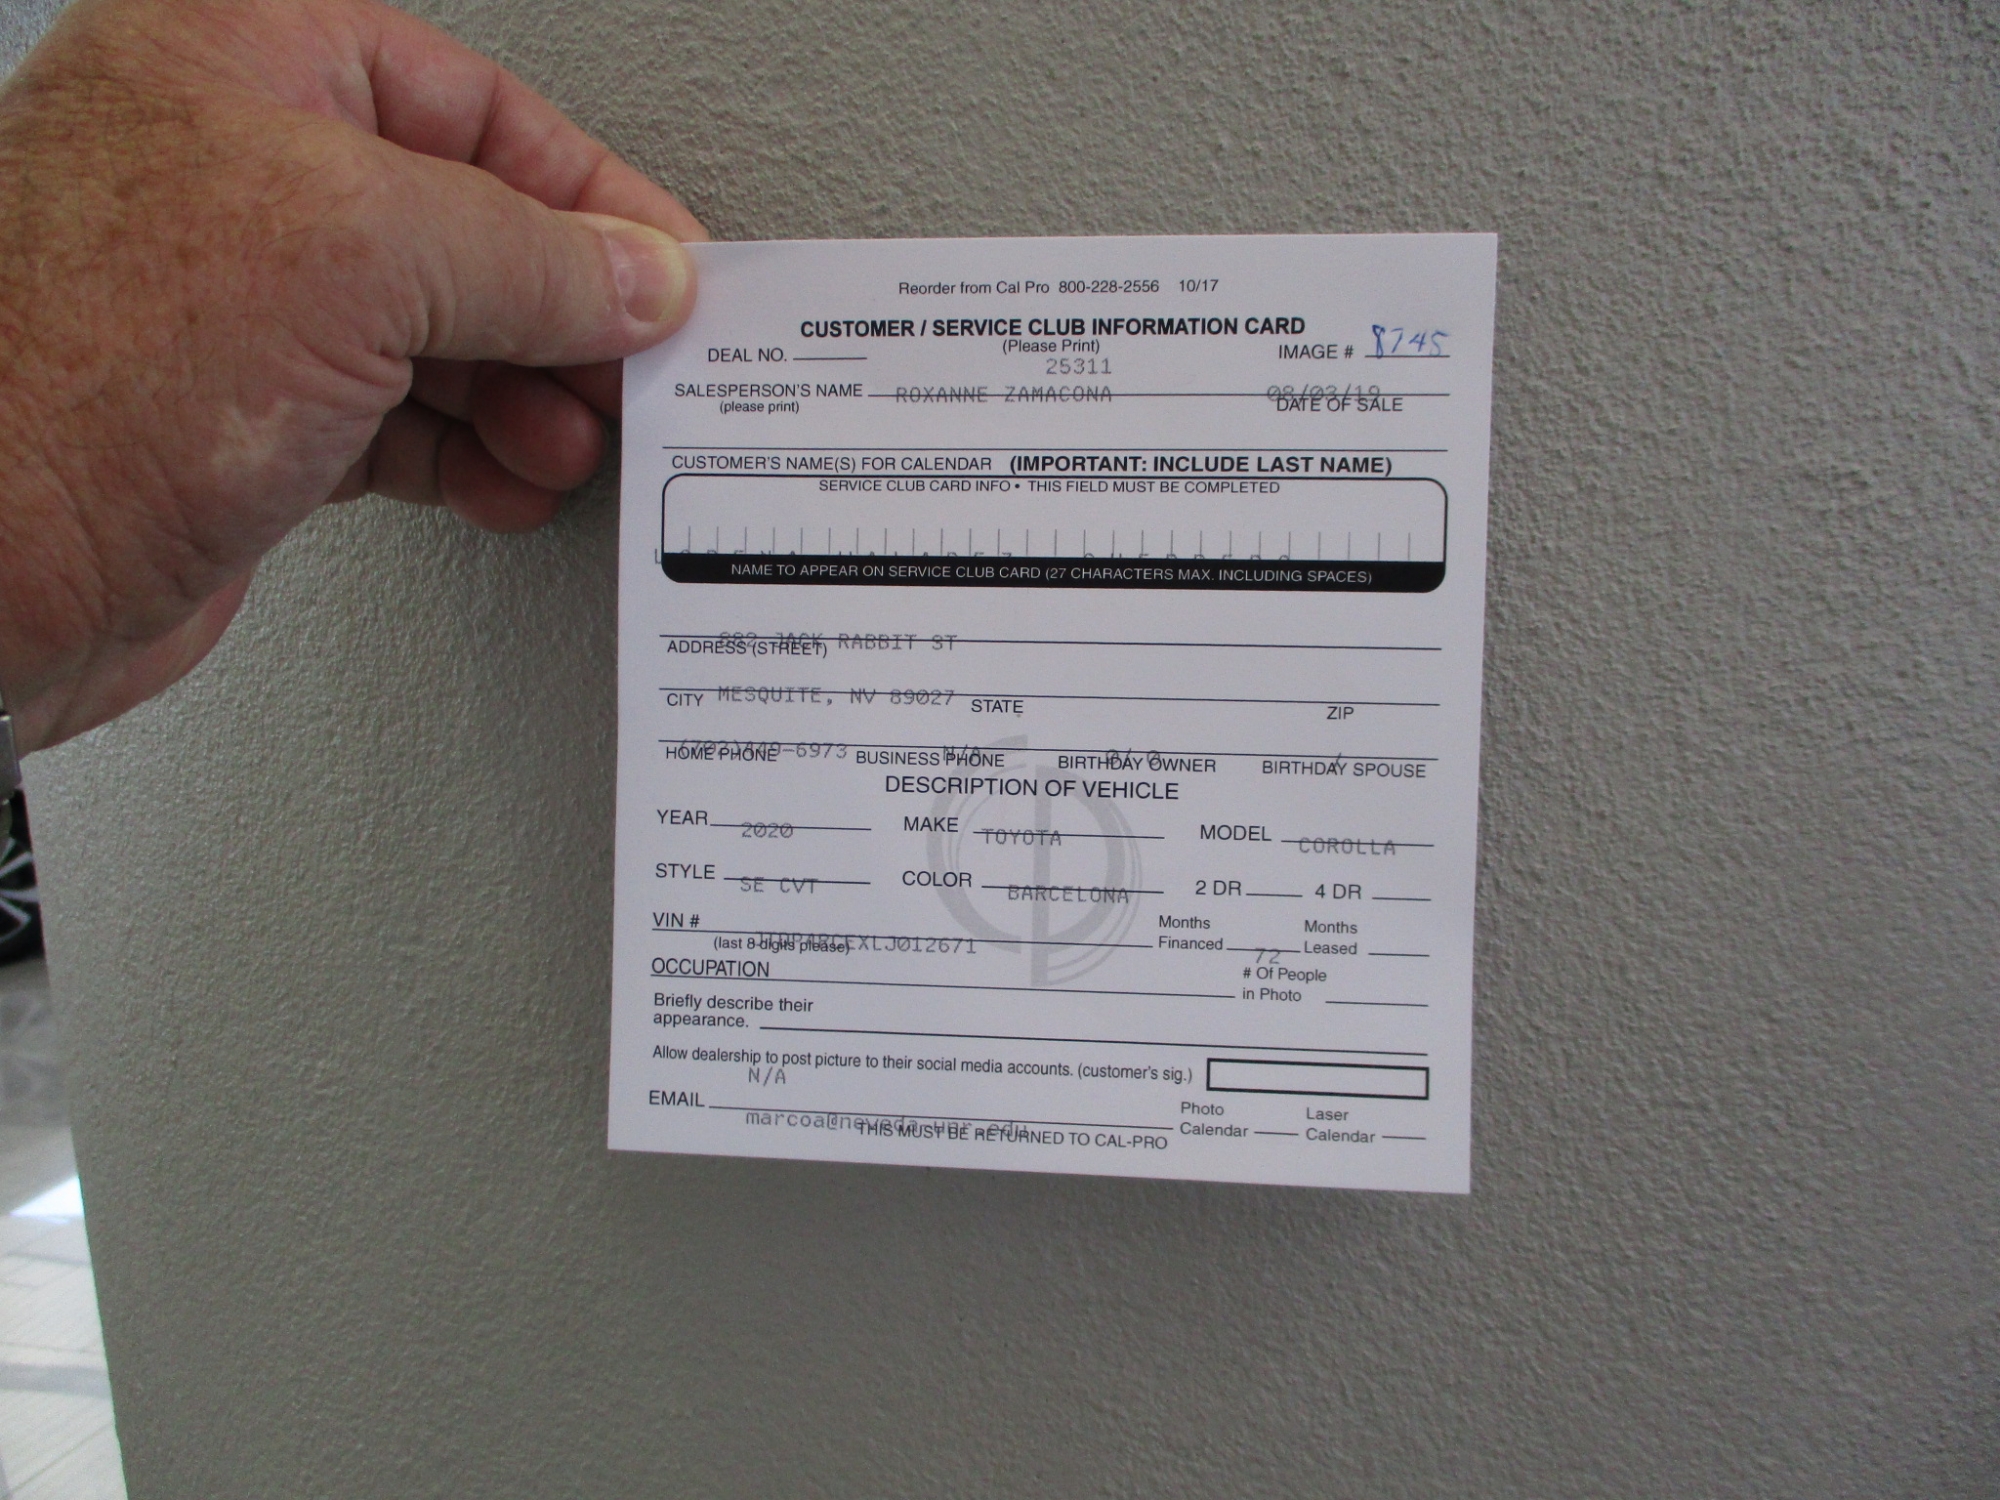 Reorder from Cal Pro 800-228-2556 10/17
CUSTOMER / SERVICE CLUB INFORMATION CARD
(Please Print)
DEAL NO. IMAGE # 8745
25311
SALESPERSON'S NAME ROXANNE ZAMACONA 08/03/19
(please print) DATE OF SALE
CUSTOMER'S NAME(S) FOR CALENDAR (IMPORTANT: INCLUDE LAST NAME)
SERVICE CLUB CARD INFO • THIS FIELD MUST BE COMPLETED
NAME TO APPEAR ON SERVICE CLUB CARD (27 CHARACTERS MAX. INCLUDING SPACES)
882 JACK RABBIT ST
ADDRESS (STREET)
CITY MESQUITE, NV 89027 STATE ZIP
HOME PHONE BUSINESS PHONE N/A BIRTHDAY OWNER 0/ 0 BIRTHDAY SPOUSE /
DESCRIPTION OF VEHICLE
YEAR 2020 MAKE TOYOTA MODEL COROLLA
STYLE SE CVT COLOR BARCELONA 2 DR 4 DR
VIN # Months Financed 72 Months Leased
(last 8 digits please)
OCCUPATION # Of People in Photo
Briefly describe their
appearance.
Allow dealership to post picture to their social media accounts. (customer's sig.)
N/A
EMAIL Photo Calendar Laser Calendar
THIS MUST BE RETURNED TO CAL-PRO